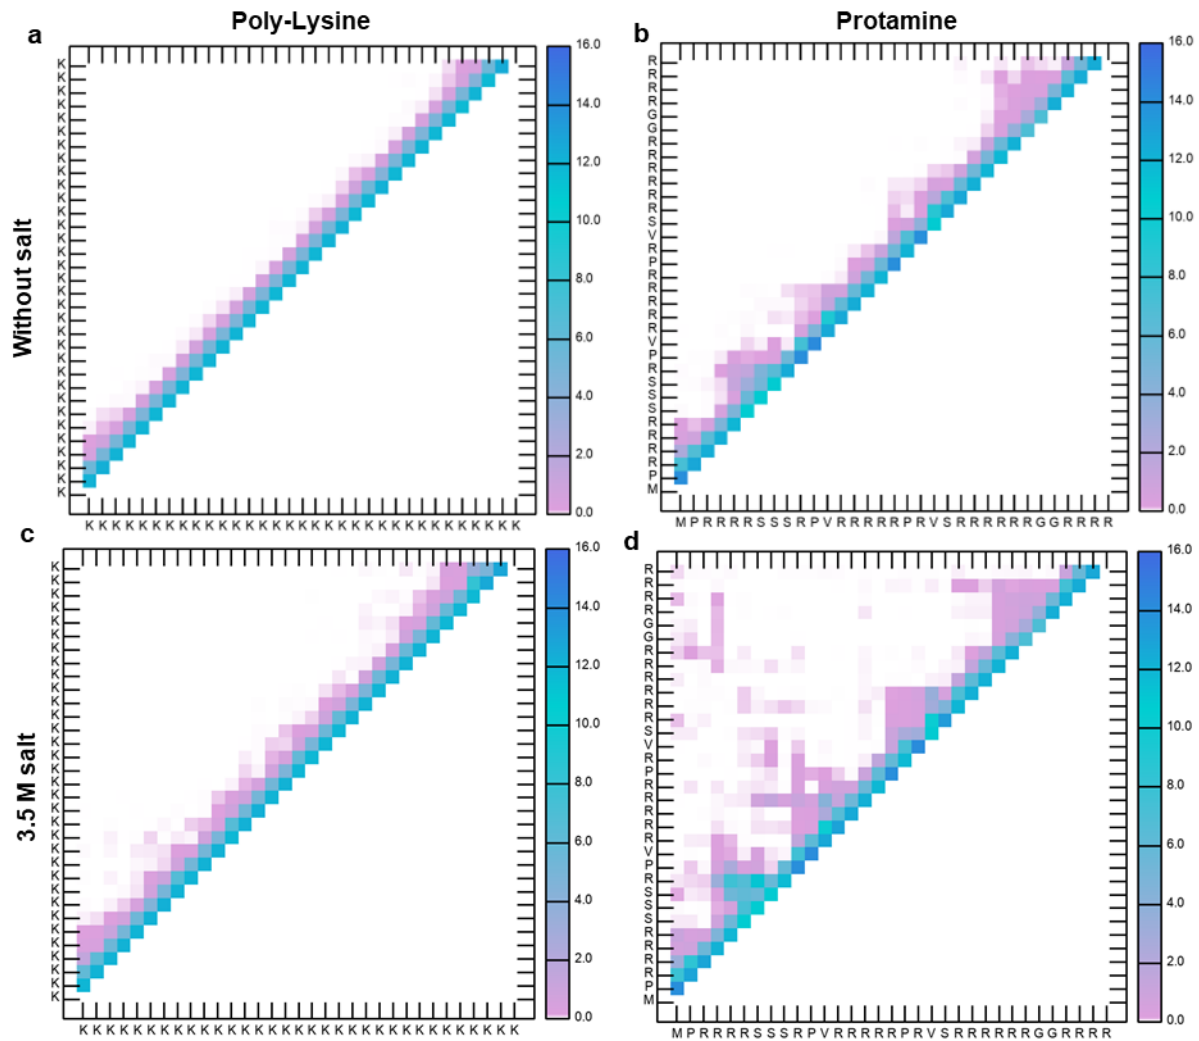 Poly-Lysine
Protamine
Without salt
3.5 M salt
a
K K K K K K K K K K K K K K K K K K K K K K K K K K K K K K K K K
K K K K K K K K K K K K K K K K K K K K K K K K K K K K K K K K K
16.0
14.0
12.0
10.0
8.0
6.0
4.0
2.0
0.0
b
R R R R G G R R R R R R S V R P R R R R R V P R S S S R R R R P M
M P R R R R S S S R P V R R R R R P R V S R R R R R R G G R R R R
16.0
14.0
12.0
10.0
8.0
6.0
4.0
2.0
0.0
c
K K K K K K K K K K K K K K K K K K K K K K K K K K K K K K K K K
K K K K K K K K K K K K K K K K K K K K K K K K K K K K K K K K K
16.0
14.0
12.0
10.0
8.0
6.0
4.0
2.0
0.0
d
R R R R G G R R R R R R S V R P R R R R R V P R S S S R R R R P M
M P R R R R S S S R P V R R R R R P R V S R R R R R R G G R R R R
16.0
14.0
12.0
10.0
8.0
6.0
4.0
2.0
0.0